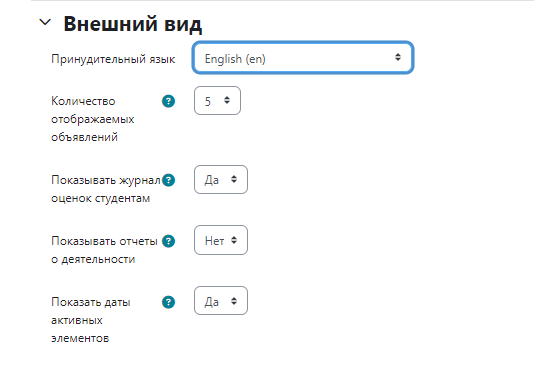 Внешний вид
Принудительный язык
English (en)
Количество
отображаемых
объявлений
?
5
Показывать журнал
оценок студентам
?
Да
Показывать отчеты
о деятельности
?
Нет
Показать даты
активных
элементов
?
Да